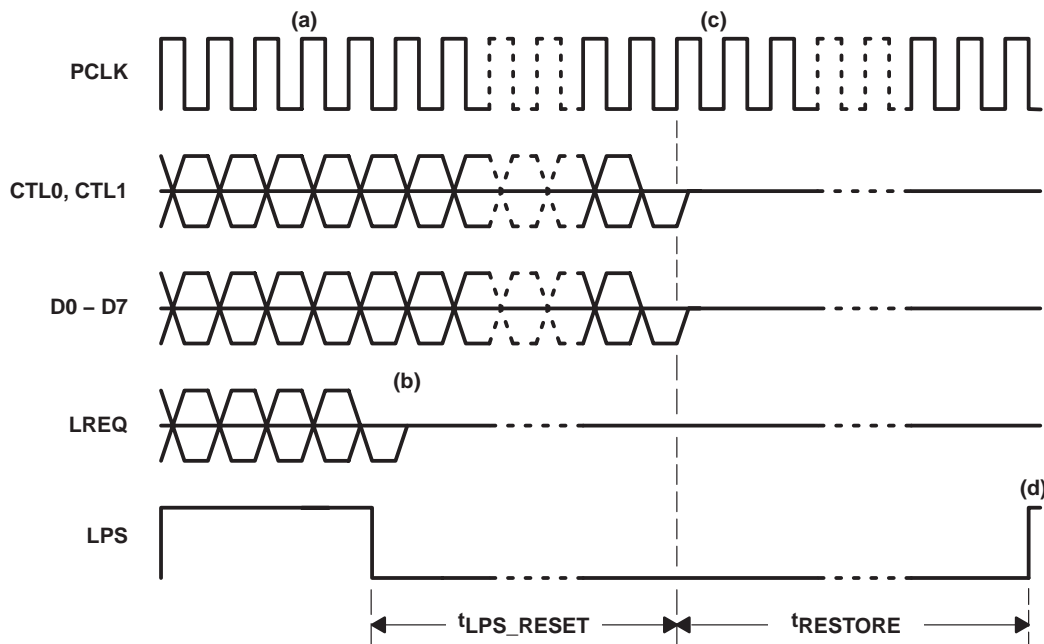 (a)
(c)
PCLK
CTL0, CTL1
D0 – D7
(b)
LREQ
(d)
LPS
tLPS_RESET
tRESTORE